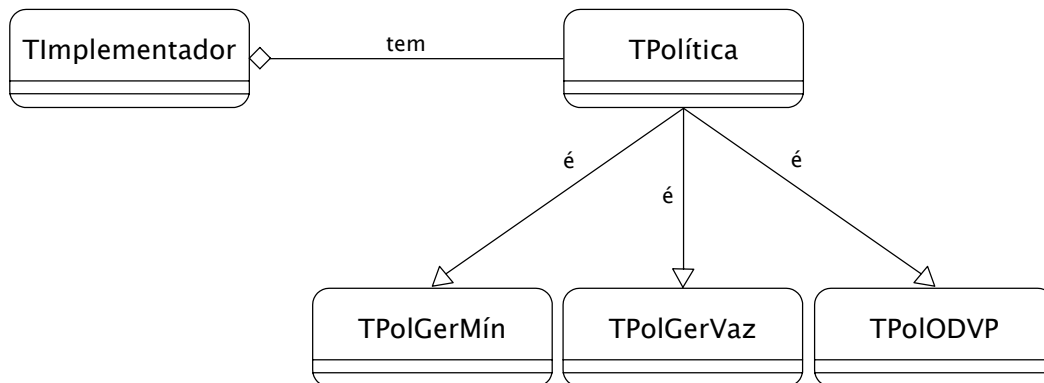 TImplementador
tem
TPolítica
é
é
é
TPolGerMín
TPolGerVaz
TPolODVP